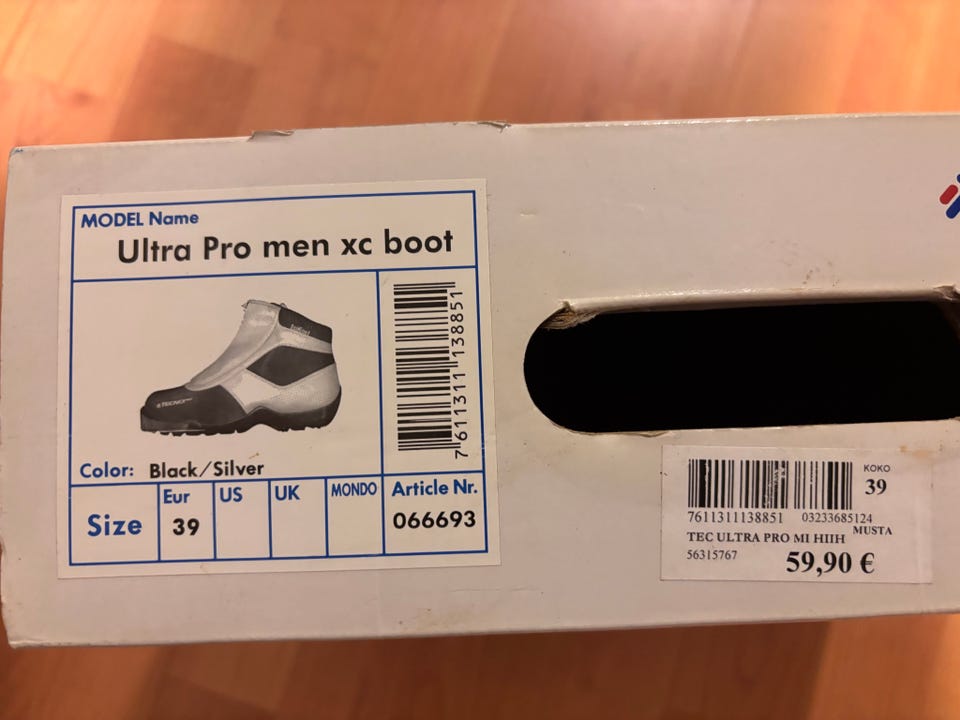 MODEL Name
Ultra Pro men xc boot
7611311138851
TECNO
Color: Black/Silver
Size
Eur
39
US
UK
MONDO
Article Nr.
066693
KOKO
39
7611311138851 03233685124
MUSTA
TEC ULTRA PRO MI HIIH
56315767
59,90 €